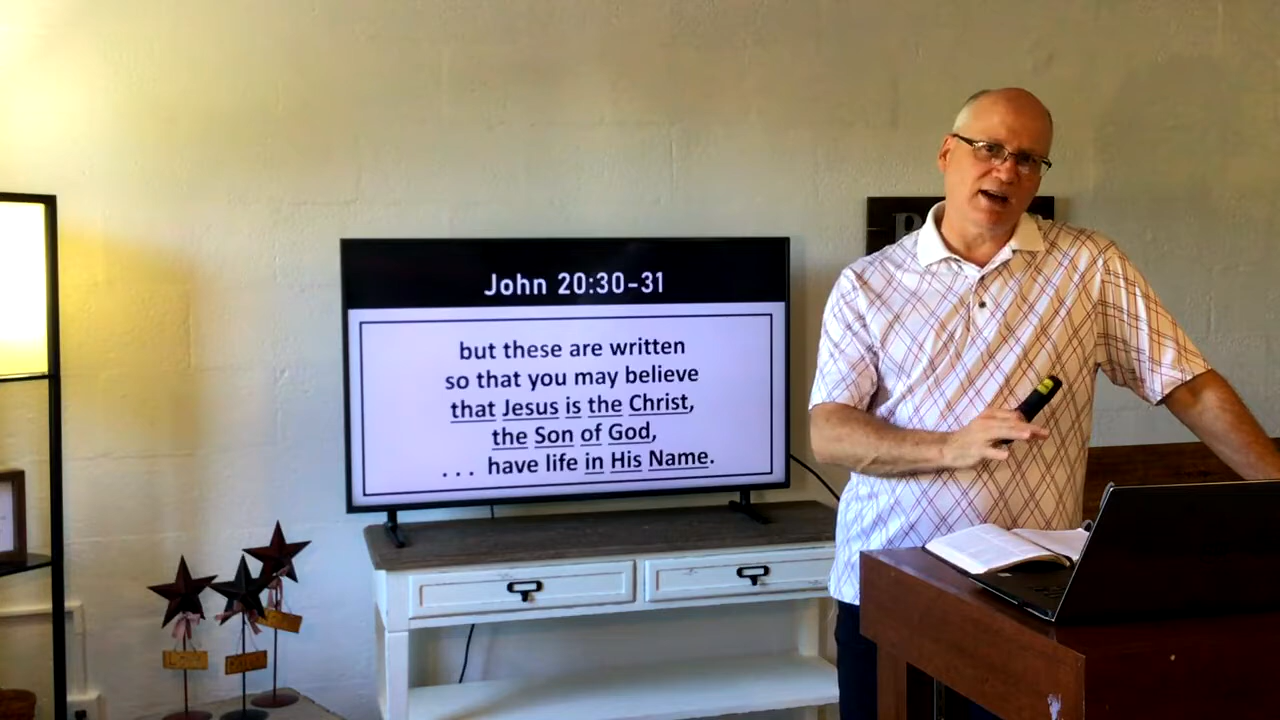 John 20:30-31
but these are written
so that you may believe
that Jesus is the Christ,
the Son of God,
... have life in His Name.